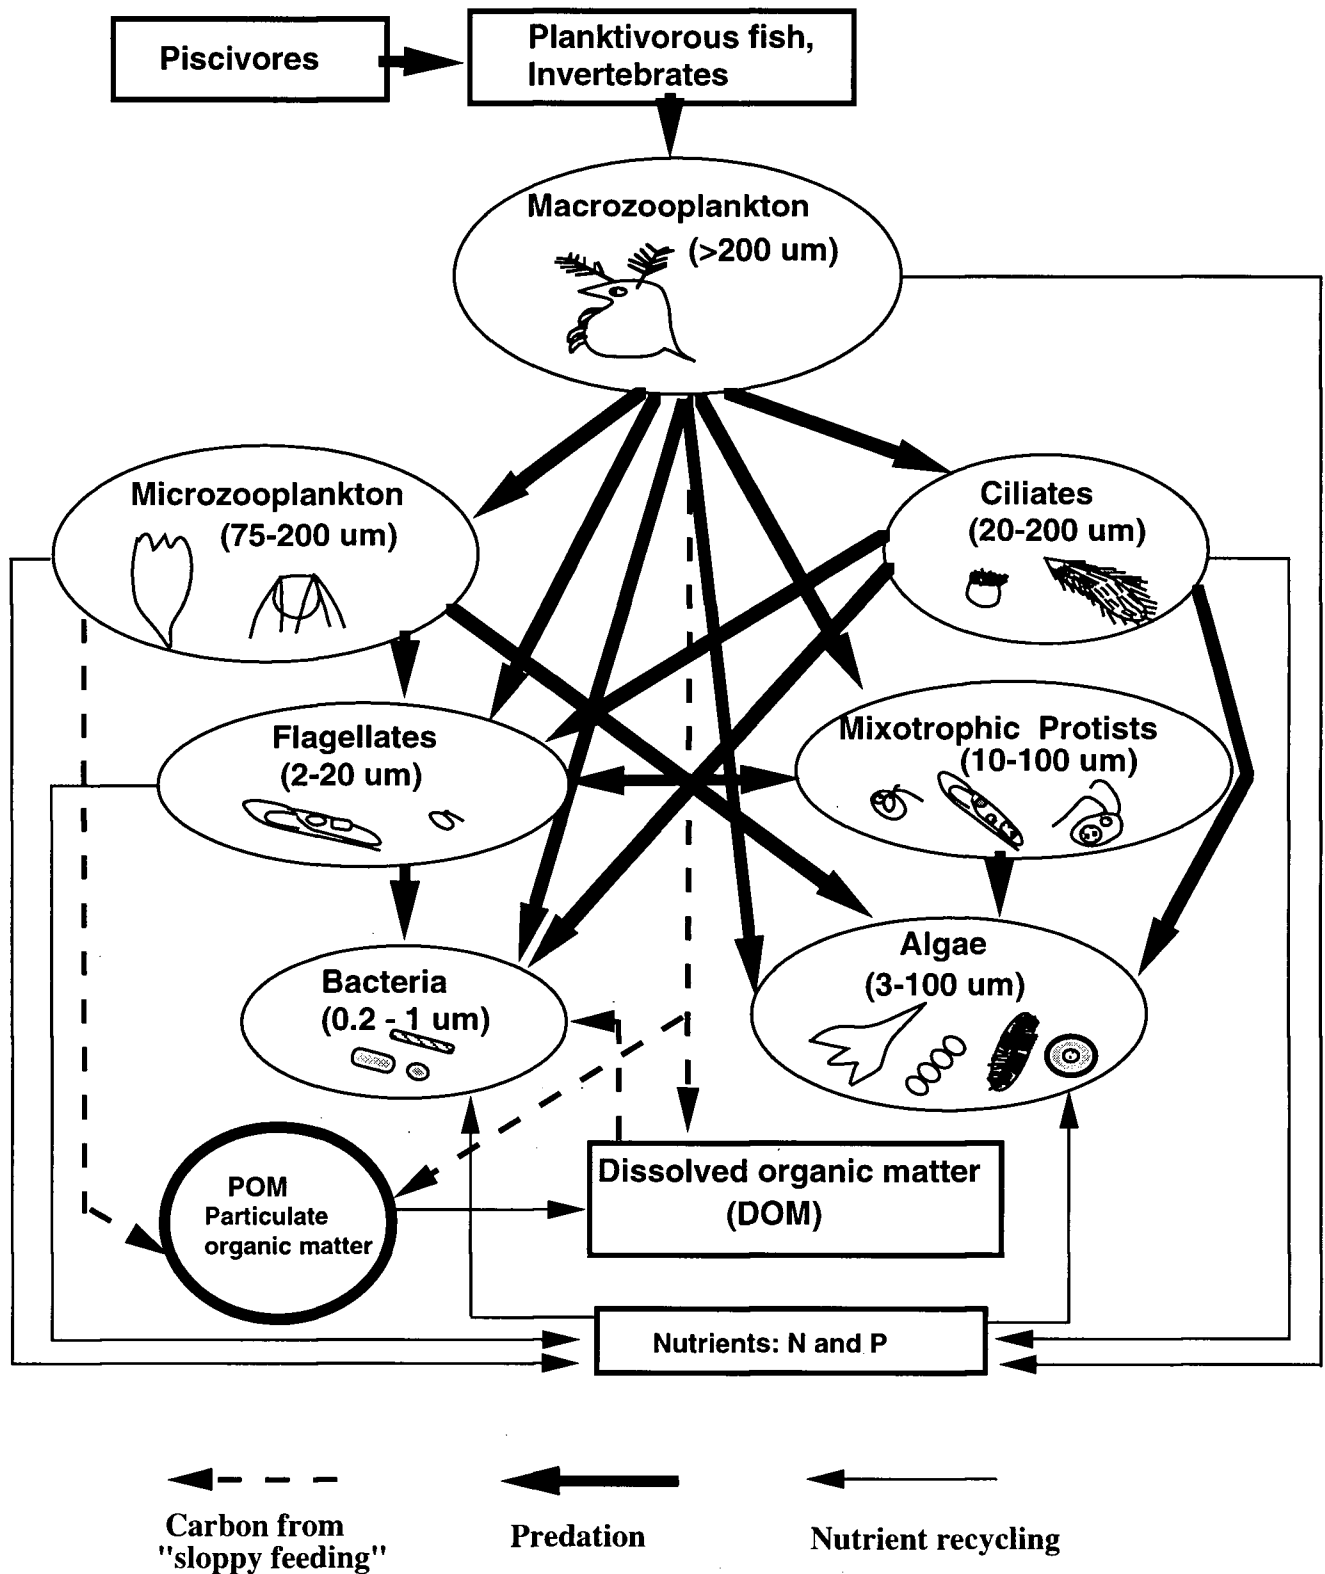 Piscivores
Planktivorous fish,
Invertebrates
Macrozooplankton
(>200 um)
Microzooplankton
(75-200 um)
Ciliates
(20-200 um)
Flagellates
(2-20 um)
Mixotrophic Protists
(10-100 um)
Bacteria
(0.2 - 1 um)
Algae
(3-100 um)
POM
Particulate
organic matter
Dissolved organic matter
(DOM)
Nutrients: N and P
Carbon from
"sloppy feeding"
Predation
Nutrient recycling